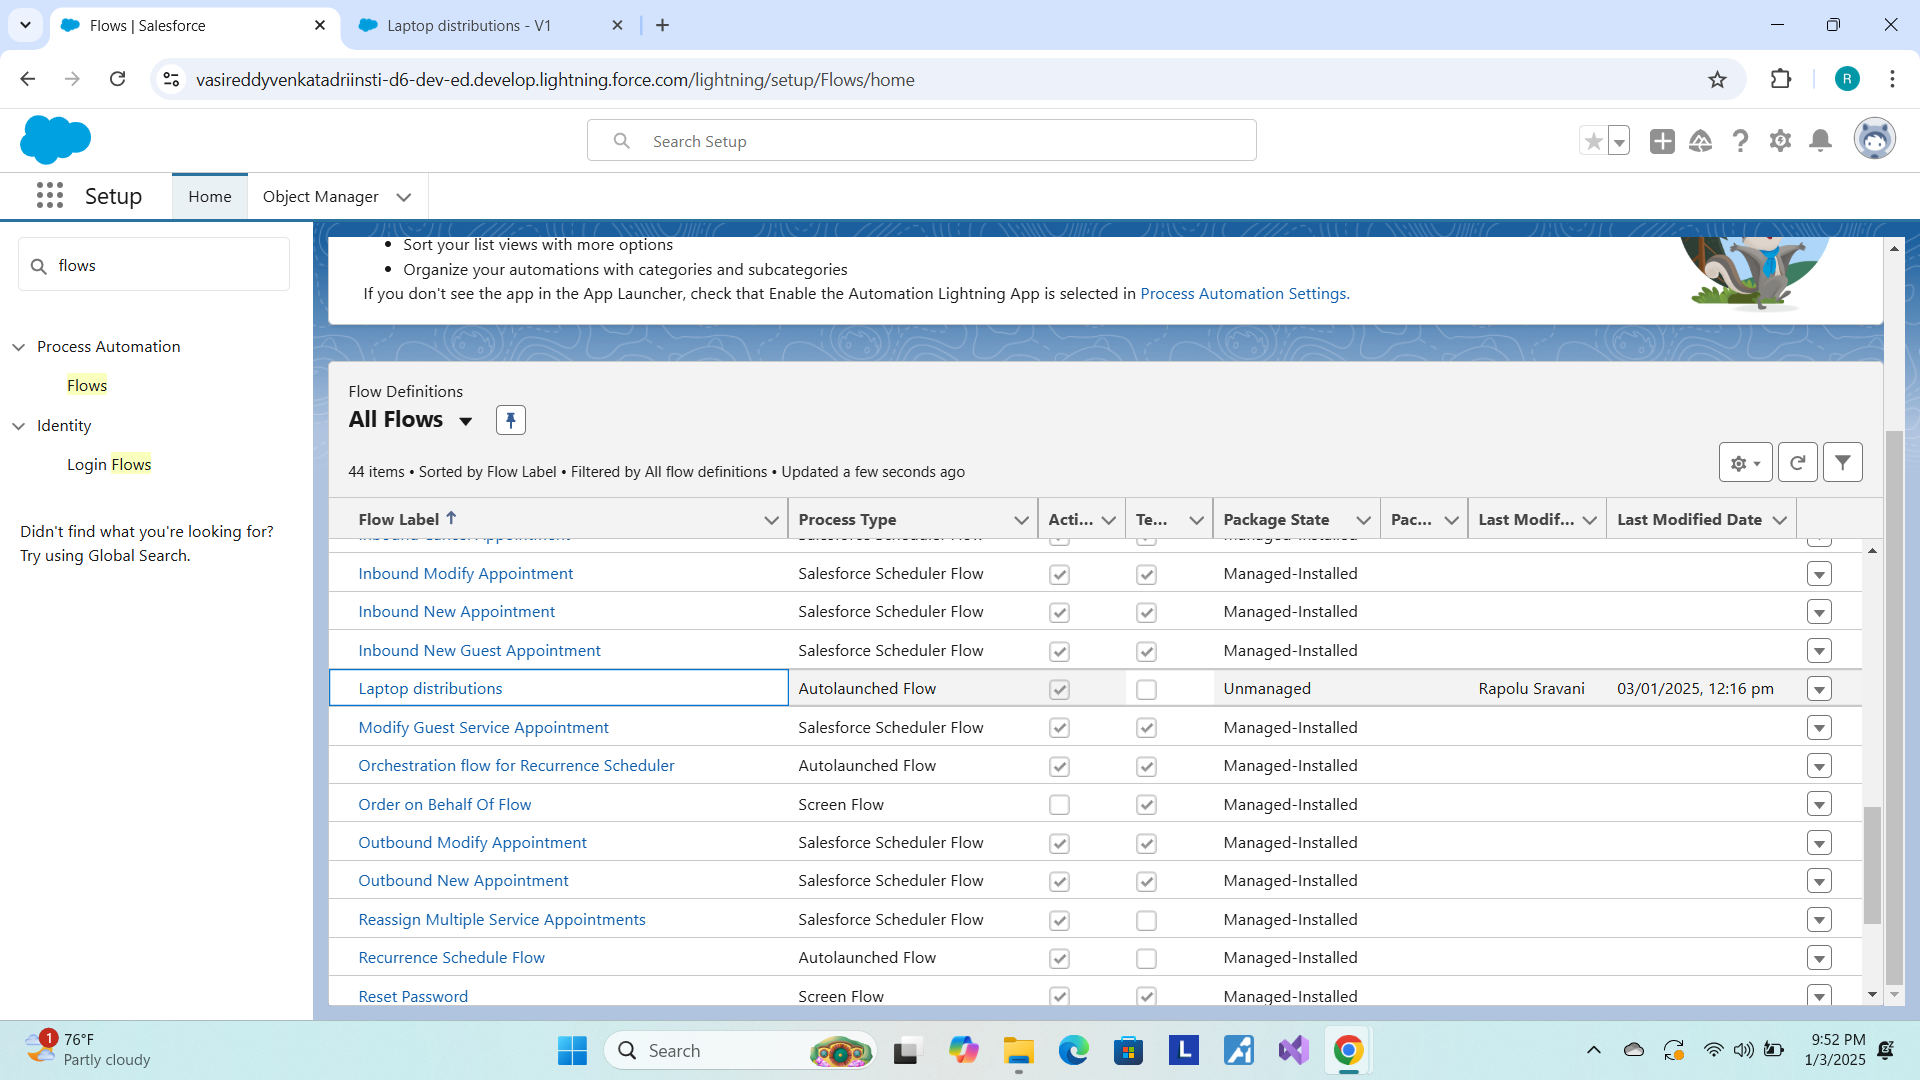 Flows | Salesforce
Laptop distributions - V1
vasireddyvenkatadriinsti-d6-dev-ed.develop.lightning.force.com/lightning/setup/Flows/home
R
Search Setup
Setup
Home
Object Manager
flows
Process Automation
Flows
Identity
Login Flows
Didn't find what you're looking for?
Try using Global Search.
Sort your list views with more options
Organize your automations with categories and subcategories
If you don't see the app in the App Launcher, check that Enable the Automation Lightning App is selected in Process Automation Settings.
Flow Definitions
All Flows
44 items • Sorted by Flow Label • Filtered by All flow definitions • Updated a few seconds ago
Flow Label Process Type Acti... Te... Package State Pac... Last Modif... Last Modified Date
Inbound Cancel Appointment Salesforce Scheduler Flow Managed-Installed
Inbound Modify Appointment Salesforce Scheduler Flow Managed-Installed
Inbound New Appointment Salesforce Scheduler Flow Managed-Installed
Inbound New Guest Appointment Salesforce Scheduler Flow Managed-Installed
Laptop distributions Autolaunched Flow Unmanaged Rapolu Sravani 03/01/2025, 12:16 pm
Modify Guest Service Appointment Salesforce Scheduler Flow Managed-Installed
Orchestration flow for Recurrence Scheduler Autolaunched Flow Managed-Installed
Order on Behalf Of Flow Screen Flow Managed-Installed
Outbound Modify Appointment Salesforce Scheduler Flow Managed-Installed
Outbound New Appointment Salesforce Scheduler Flow Managed-Installed
Reassign Multiple Service Appointments Salesforce Scheduler Flow Managed-Installed
Recurrence Schedule Flow Autolaunched Flow Managed-Installed
Reset Password Screen Flow Managed-Installed
1
76°F
Partly cloudy
Search
L
9:52 PM
1/3/2025